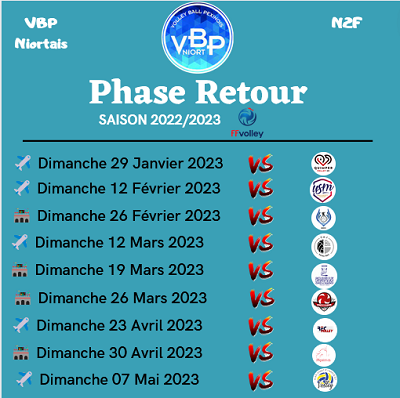 VBP
Niortais
N2F
VOLLEY BALL PEXINOIS
VBP
NIORT
Phase Retour
SAISON 2022/2023
FFvolley
Dimanche 29 Janvier 2023 VS
Dimanche 12 Février 2023 VS
Dimanche 26 Février 2023 VS
Dimanche 12 Mars 2023 VS
Dimanche 19 Mars 2023 VS
Dimanche 26 Mars 2023 VS
Dimanche 23 Avril 2023 VS
Dimanche 30 Avril 2023 VS
Dimanche 07 Mai 2023 VS